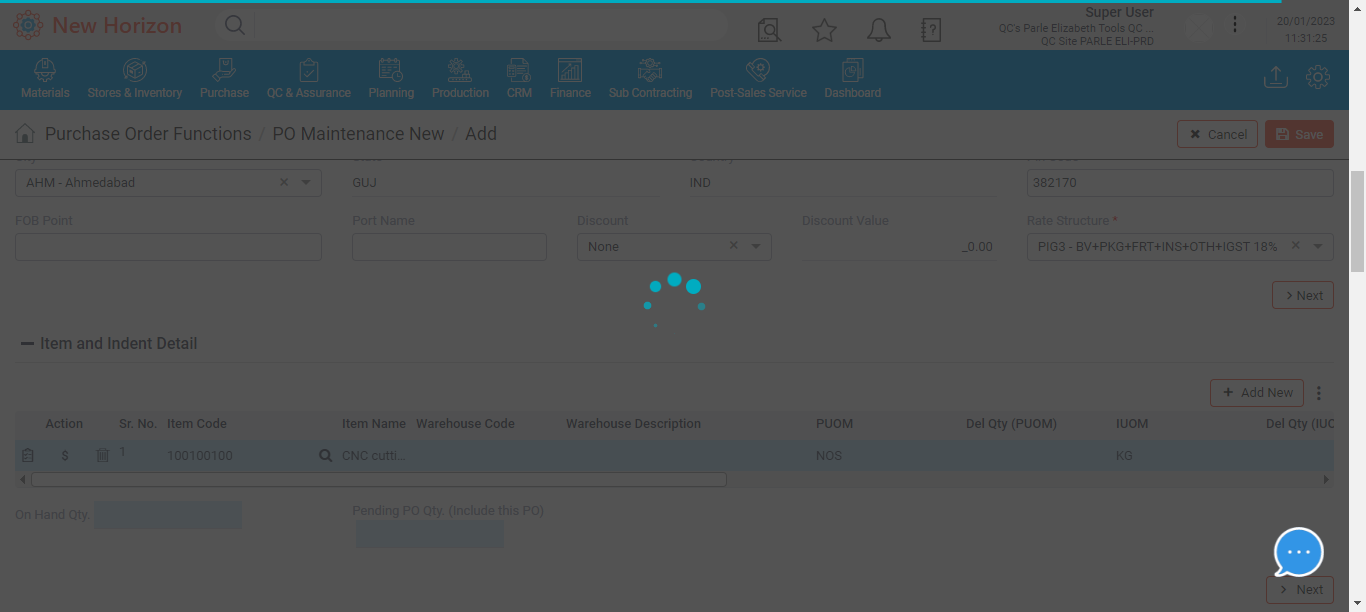 New Horizon
Super User
QC's Parle Elizabeth Tools QC ...
QC Site PARLE ELI-PRD
20/01/2023
11:31:25
Materials
Stores & Inventory
Purchase
QC & Assurance
Planning
Production
CRM
Finance
Sub Contracting
Post-Sales Service
Dashboard
Purchase Order Functions / PO Maintenance New / Add
Cancel
Save
AHM - Ahmedabad
GUJ
IND
382170
FOB Point
Port Name
Discount
Discount Value
Rate Structure *
None
_0.00
PIG3 - BV+PKG+FRT+INS+OTH+IGST 18%
Next
Item and Indent Detail
+ Add New
Action Sr. No. Item Code Item Name Warehouse Code Warehouse Description PUOM Del Qty (PUOM) IUOM Del Qty (IUO
$ 1 100100100 CNC cutti... NOS KG
On Hand Qty.
Pending PO Qty. (Include this PO)
Next